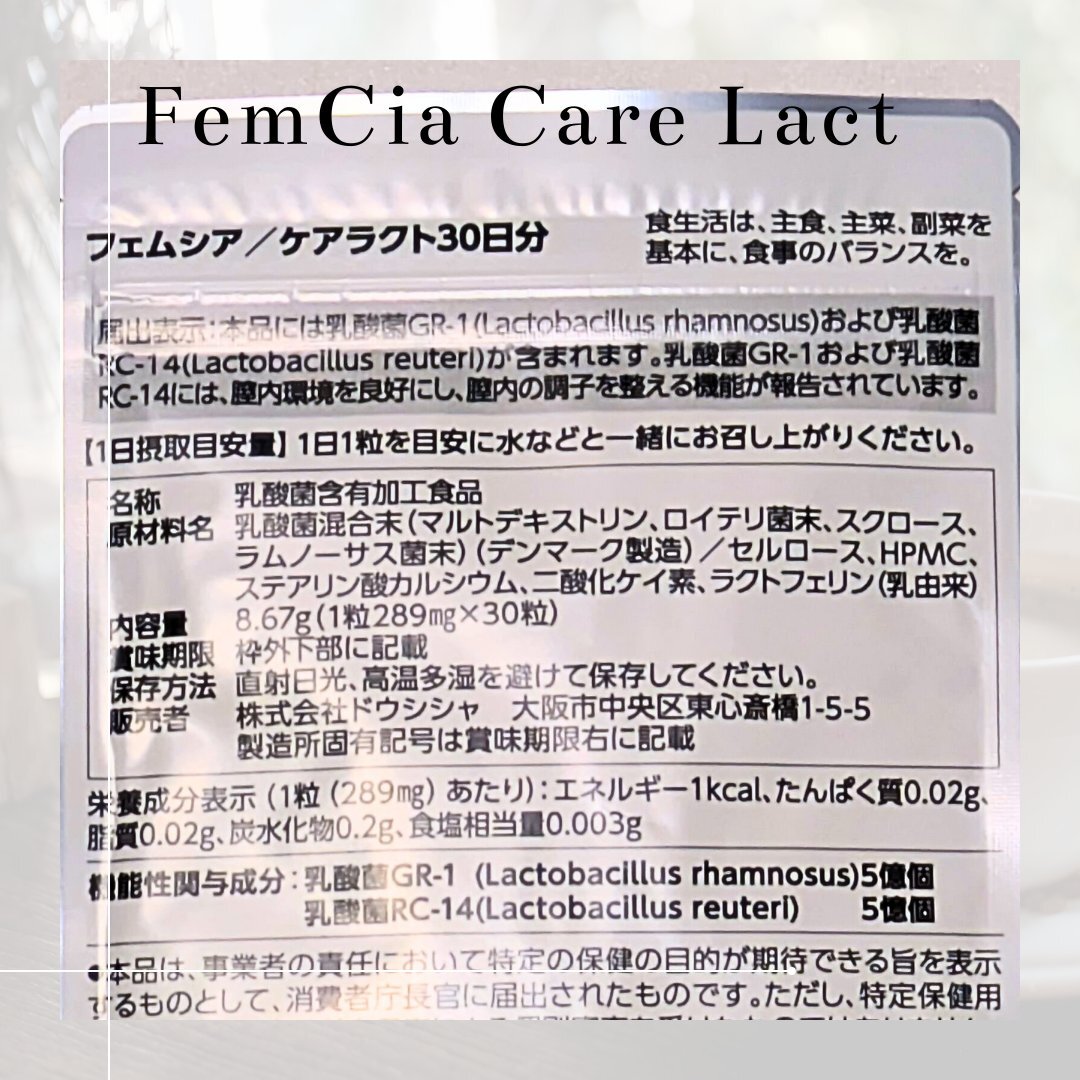 FemCia Care Lact
フェムシア／ケアラクト30日分
食生活は、主食、主菜、副菜を
基本に、食事のバランスを。
届出表示：本品には乳酸菌GR-1(Lactobacillus rhamnosus)および乳酸菌
RC-14(Lactobacillus reuteri)が含まれます。乳酸菌GR-1および乳酸菌
RC-14には、膣内環境を良好にし、膣内の調子を整える機能が報告されています。
【1日摂取目安量】1日1粒を目安に水などと一緒にお召し上がりください。
名称 乳酸菌含有加工食品
原材料名 乳酸菌混合末（マルトデキストリン、ロイテリ菌末、スクロース、
ラムノーサス菌末）（デンマーク製造）／セルロース、HPMC、
ステアリン酸カルシウム、二酸化ケイ素、ラクトフェリン（乳由来）
内容量 8.67g（1粒289㎎×30粒）
賞味期限 枠外下部に記載
保存方法 直射日光、高温多湿を避けて保存してください。
販売者 株式会社ドウシシャ 大阪市中央区東心斎橋1-5-5
製造所固有記号は賞味期限右に記載
栄養成分表示（1粒（289㎎）あたり）：エネルギー1kcal、たんぱく質0.02g、
脂質0.02g、炭水化物0.2g、食塩相当量0.003g
機能性関与成分：乳酸菌GR-1 (Lactobacillus rhamnosus)5億個
乳酸菌RC-14(Lactobacillus reuteri) 5億個
●本品は、事業者の責任において特定の保健の目的が期待できる旨を表示
するものとして、消費者庁長官に届出されたものです。ただし、特定保健用